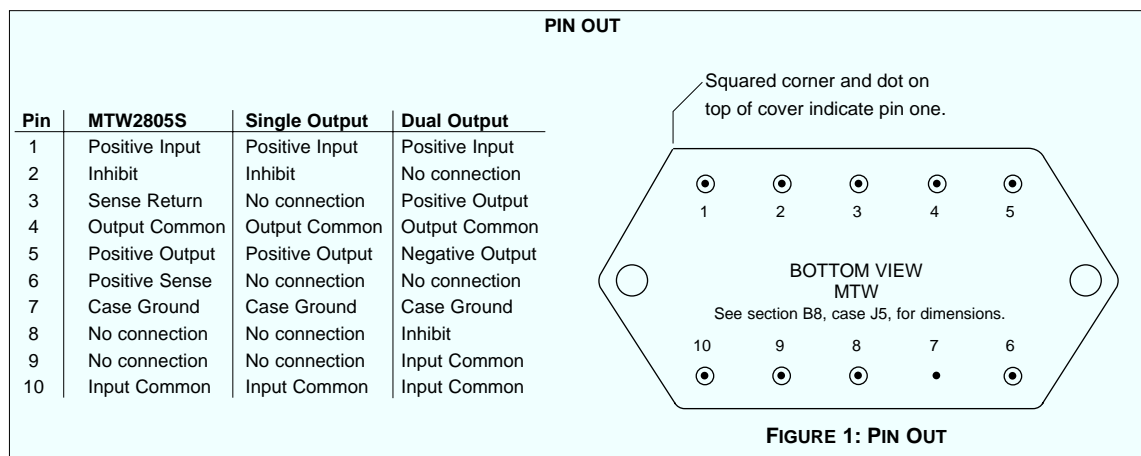 PIN OUT
Pin MTW2805S Single Output Dual Output
1 Positive Input Positive Input Positive Input
2 Inhibit Inhibit No connection
3 Sense Return No connection Positive Output
4 Output Common Output Common Output Common
5 Positive Output Positive Output Negative Output
6 Positive Sense No connection No connection
7 Case Ground Case Ground Case Ground
8 No connection No connection Inhibit
9 No connection No connection Input Common
10 Input Common Input Common Input Common
Squared corner and dot on
top of cover indicate pin one.
1 2 3 4 5
BOTTOM VIEW
MTW
See section B8, case J5, for dimensions.
10 9 8 7 6
FIGURE 1: PIN OUT